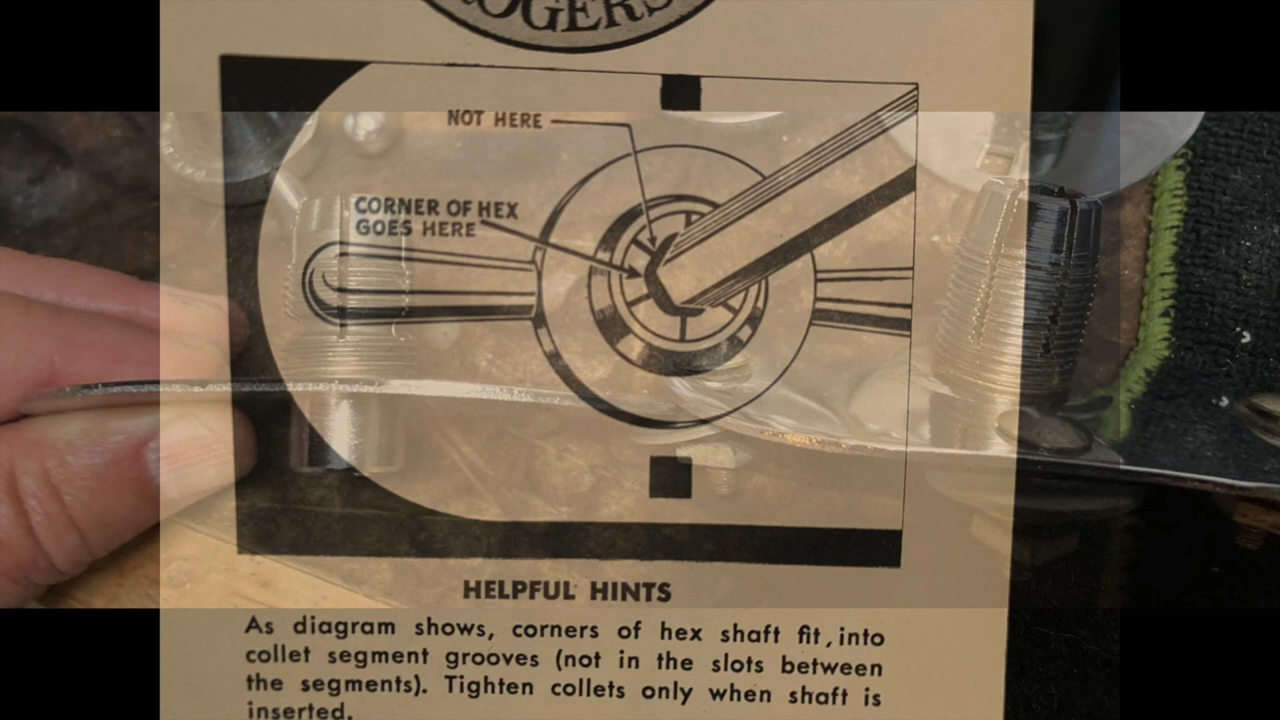 ROGERS
NOT HERE
CORNER OF HEX
GOES HERE
HELPFUL HINTS
As diagram shows, corners of hex shaft fit, into
collet segment grooves (not in the slots between
the segments). Tighten collets only when shaft is
inserted.